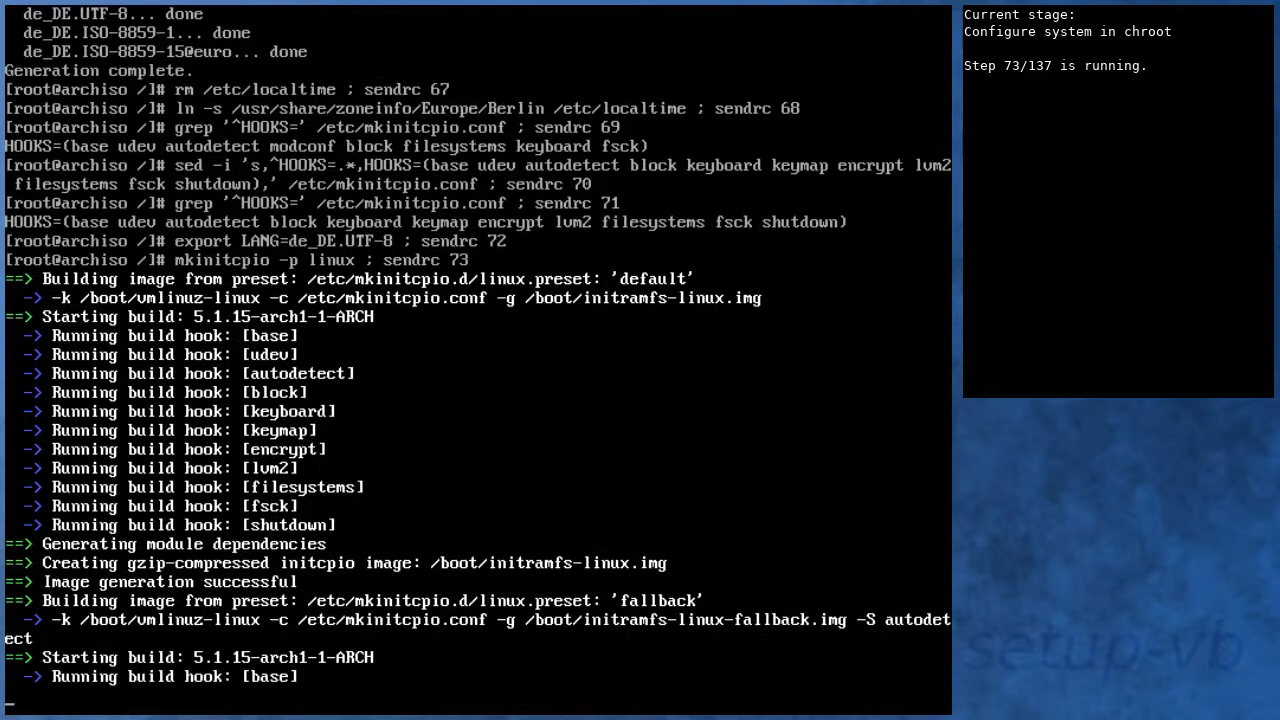 de_DE.UTF-8... done
de_DE.ISO-8859-1... done
de_DE.ISO-8859-15@euro... done
Generation complete.
[root@archiso /]# rm /etc/localtime ; sendrc 67
[root@archiso /]# ln -s /usr/share/zoneinfo/Europe/Berlin /etc/localtime ; sendrc 68
[root@archiso /]# grep '^HOOKS=' /etc/mkinitcpio.conf ; sendrc 69
HOOKS=(base udev autodetect modconf block filesystems keyboard fsck)
[root@archiso /]# sed -i 's,^HOOKS=.*,HOOKS=(base udev autodetect block keyboard keymap encrypt lvm2
 filesystems fsck shutdown),' /etc/mkinitcpio.conf ; sendrc 70
[root@archiso /]# grep '^HOOKS=' /etc/mkinitcpio.conf ; sendrc 71
HOOKS=(base udev autodetect block keyboard keymap encrypt lvm2 filesystems fsck shutdown)
[root@archiso /]# export LANG=de_DE.UTF-8 ; sendrc 72
[root@archiso /]# mkinitcpio -p linux ; sendrc 73
==> Building image from preset: /etc/mkinitcpio.d/linux.preset: 'default'
  -> -k /boot/vmlinuz-linux -c /etc/mkinitcpio.conf -g /boot/initramfs-linux.img
==> Starting build: 5.1.15-arch1-1-ARCH
  -> Running build hook: [base]
  -> Running build hook: [udev]
  -> Running build hook: [autodetect]
  -> Running build hook: [block]
  -> Running build hook: [keyboard]
  -> Running build hook: [keymap]
  -> Running build hook: [encrypt]
  -> Running build hook: [lvm2]
  -> Running build hook: [filesystems]
  -> Running build hook: [fsck]
  -> Running build hook: [shutdown]
==> Generating module dependencies
==> Creating gzip-compressed initcpio image: /boot/initramfs-linux.img
==> Image generation successful
==> Building image from preset: /etc/mkinitcpio.d/linux.preset: 'fallback'
  -> -k /boot/vmlinuz-linux -c /etc/mkinitcpio.conf -g /boot/initramfs-linux-fallback.img -S autodet
ect
==> Starting build: 5.1.15-arch1-1-ARCH
  -> Running build hook: [base]
Current stage:
Configure system in chroot
Step 73/137 is running.
setup-vb